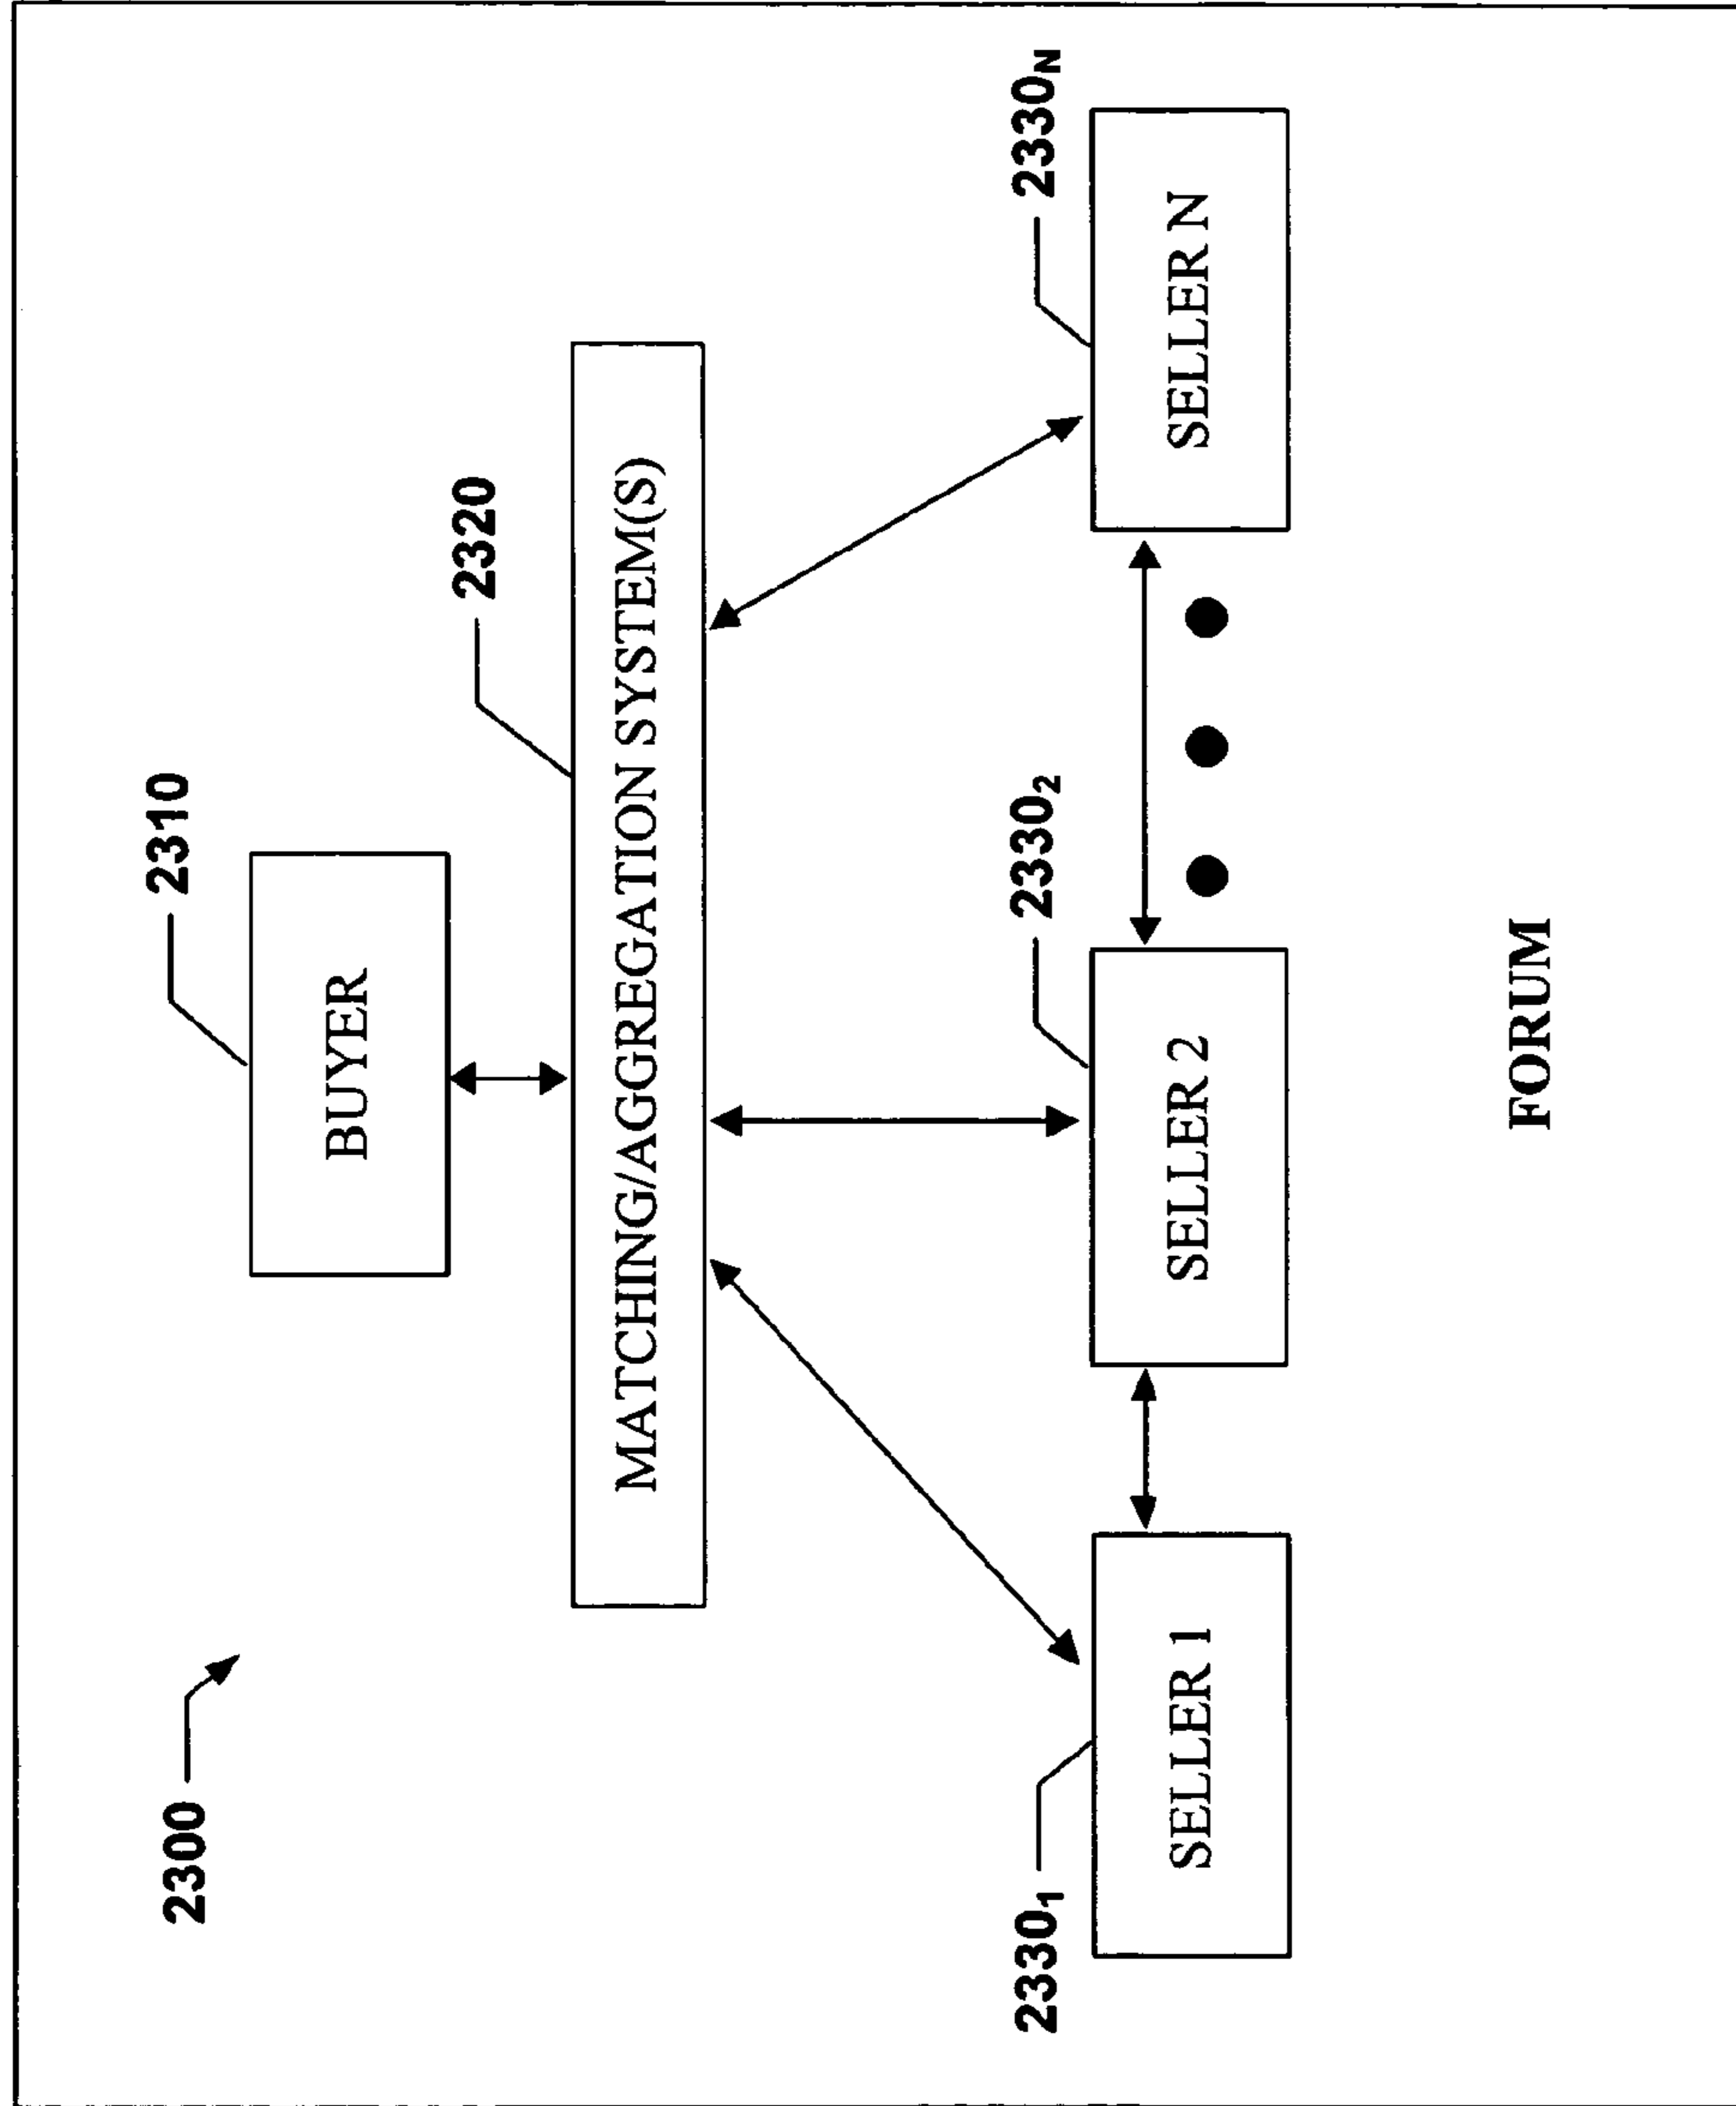 2300
2310
BUYER
2320
MATCHING/AGGREGATION SYSTEM(S)
2330₁
2330₂
2330N
SELLER 1
SELLER 2
SELLER N
FORUM